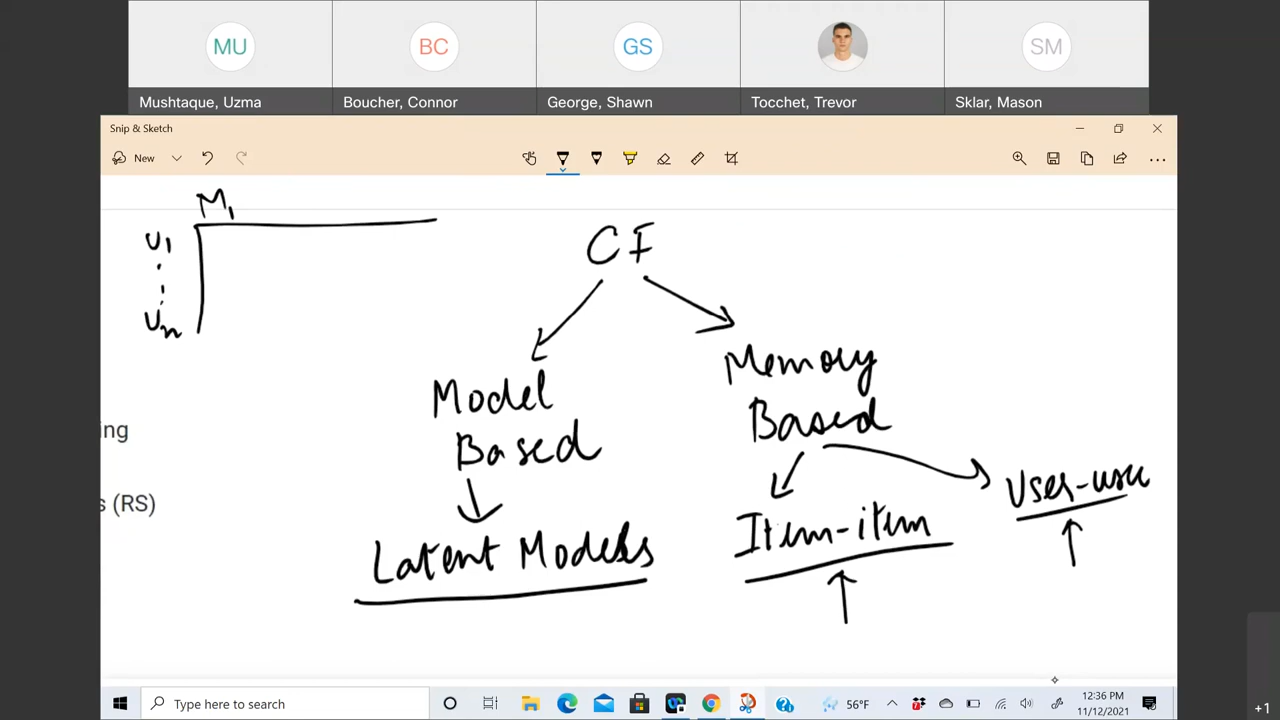 MU
BC
GS
SM
Mushtaque, Uzma
Boucher, Connor
George, Shawn
Tocchet, Trevor
Sklar, Mason
Snip & Sketch
New
M1
U1
Un
CF
Model
Based
Memory
Based
Latent Models
Item-item
User-user
ing
s (RS)
Type here to search
56°F
12:36 PM
11/12/2021
+1